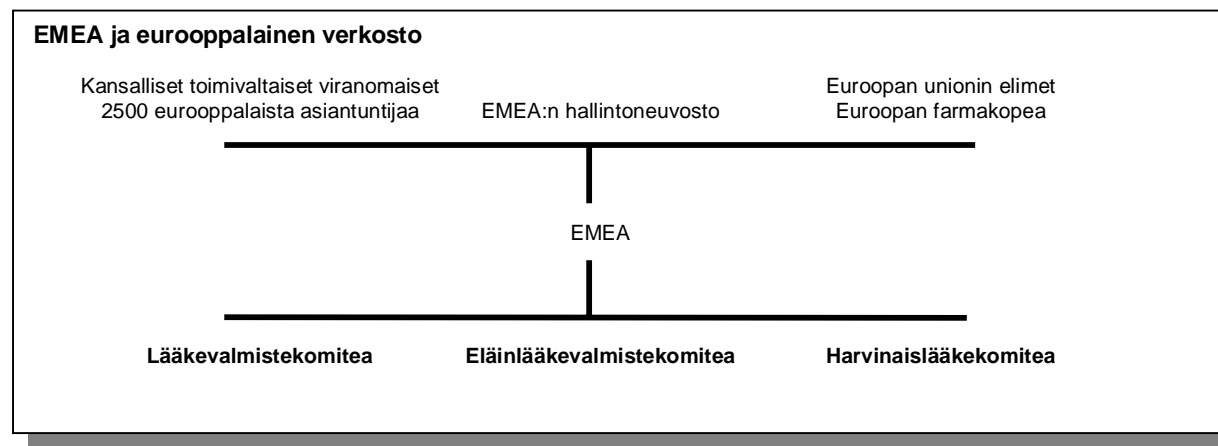 EMEA ja eurooppalainen verkosto
Kansalliset toimivaltaiset viranomaiset
2500 eurooppalaista asiantuntijaa
EMEA:n hallintoneuvosto
Euroopan unionin elimet
Euroopan farmakopea
EMEA
Lääkevalmistekomitea
Eläinlääkevalmistekomitea
Harvinaislääkekomitea